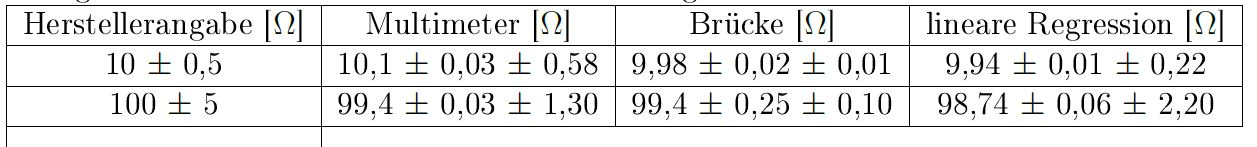 Herstellerangabe [Ω] Multimeter [Ω] Brücke [Ω] lineare Regression [Ω]
10 ± 0,5 10,1 ± 0,03 ± 0,58 9,98 ± 0,02 ± 0,01 9,94 ± 0,01 ± 0,22
100 ± 5 99,4 ± 0,03 ± 1,30 99,4 ± 0,25 ± 0,10 98,74 ± 0,06 ± 2,20